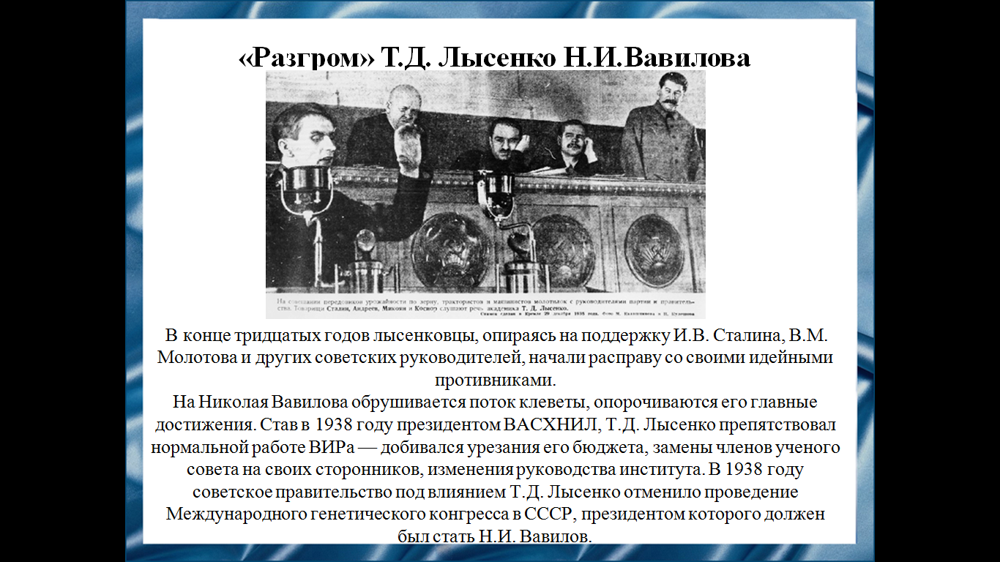 «Разгром» Т.Д. Лысенко Н.И.Вавилова
На совещании передовиков урожайности по зерну, трактористов и машинистов молотилок с руководителями партии и правитель-
ства. Товарищи Сталин, Андреев, Микоян и Косиор слушают речь академика Т. Д. Лысенко.
Снимок сделан в Кремле 29 декабря 1935 года. Фото М. Калашникова и
В конце тридцатых годов лысенковцы, опираясь на поддержку И.В. Сталина, В.М.
Молотова и других советских руководителей, начали расправу со своими идейными
противниками.
На Николая Вавилова обрушивается поток клеветы, опорочиваются его главные
достижения. Став в 1938 году президентом ВАСХНИЛ, Т.Д. Лысенко препятствовал
нормальной работе ВИРа — добивался урезания его бюджета, замены членов ученого
совета на своих сторонников, изменения руководства института. В 1938 году
советское правительство под влиянием Т.Д. Лысенко отменило проведение
Международного генетического конгресса в СССР, президентом которого должен
был стать Н.И. Вавилов.